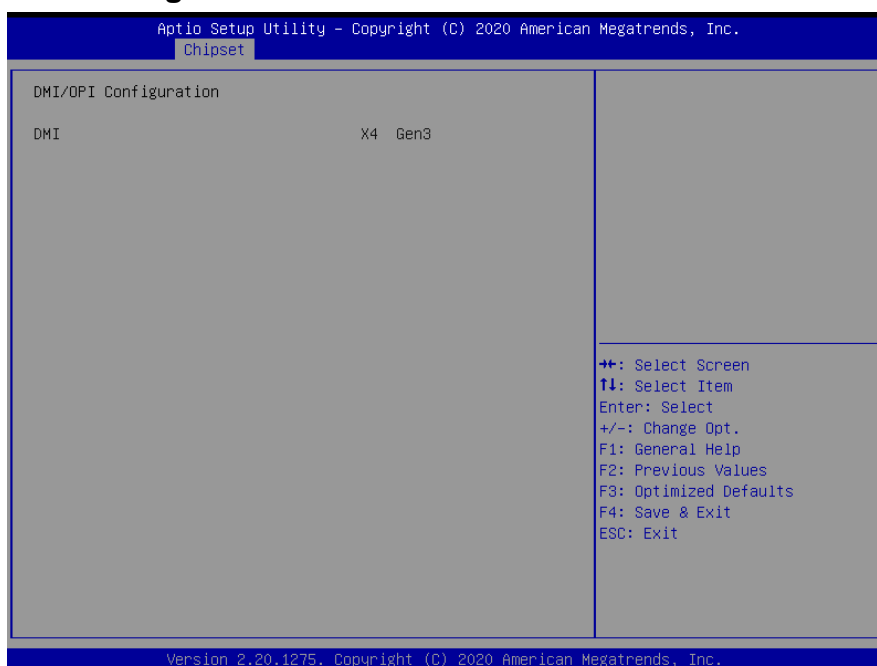 Aptio Setup Utility – Copyright (C) 2020 American Megatrends, Inc.
Chipset
DMI/OPI Configuration
DMI X4 Gen3
→←: Select Screen
↑↓: Select Item
Enter: Select
+/-: Change Opt.
F1: General Help
F2: Previous Values
F3: Optimized Defaults
F4: Save & Exit
ESC: Exit
Version 2.20.1275. Copyright (C) 2020 American Megatrends, Inc.